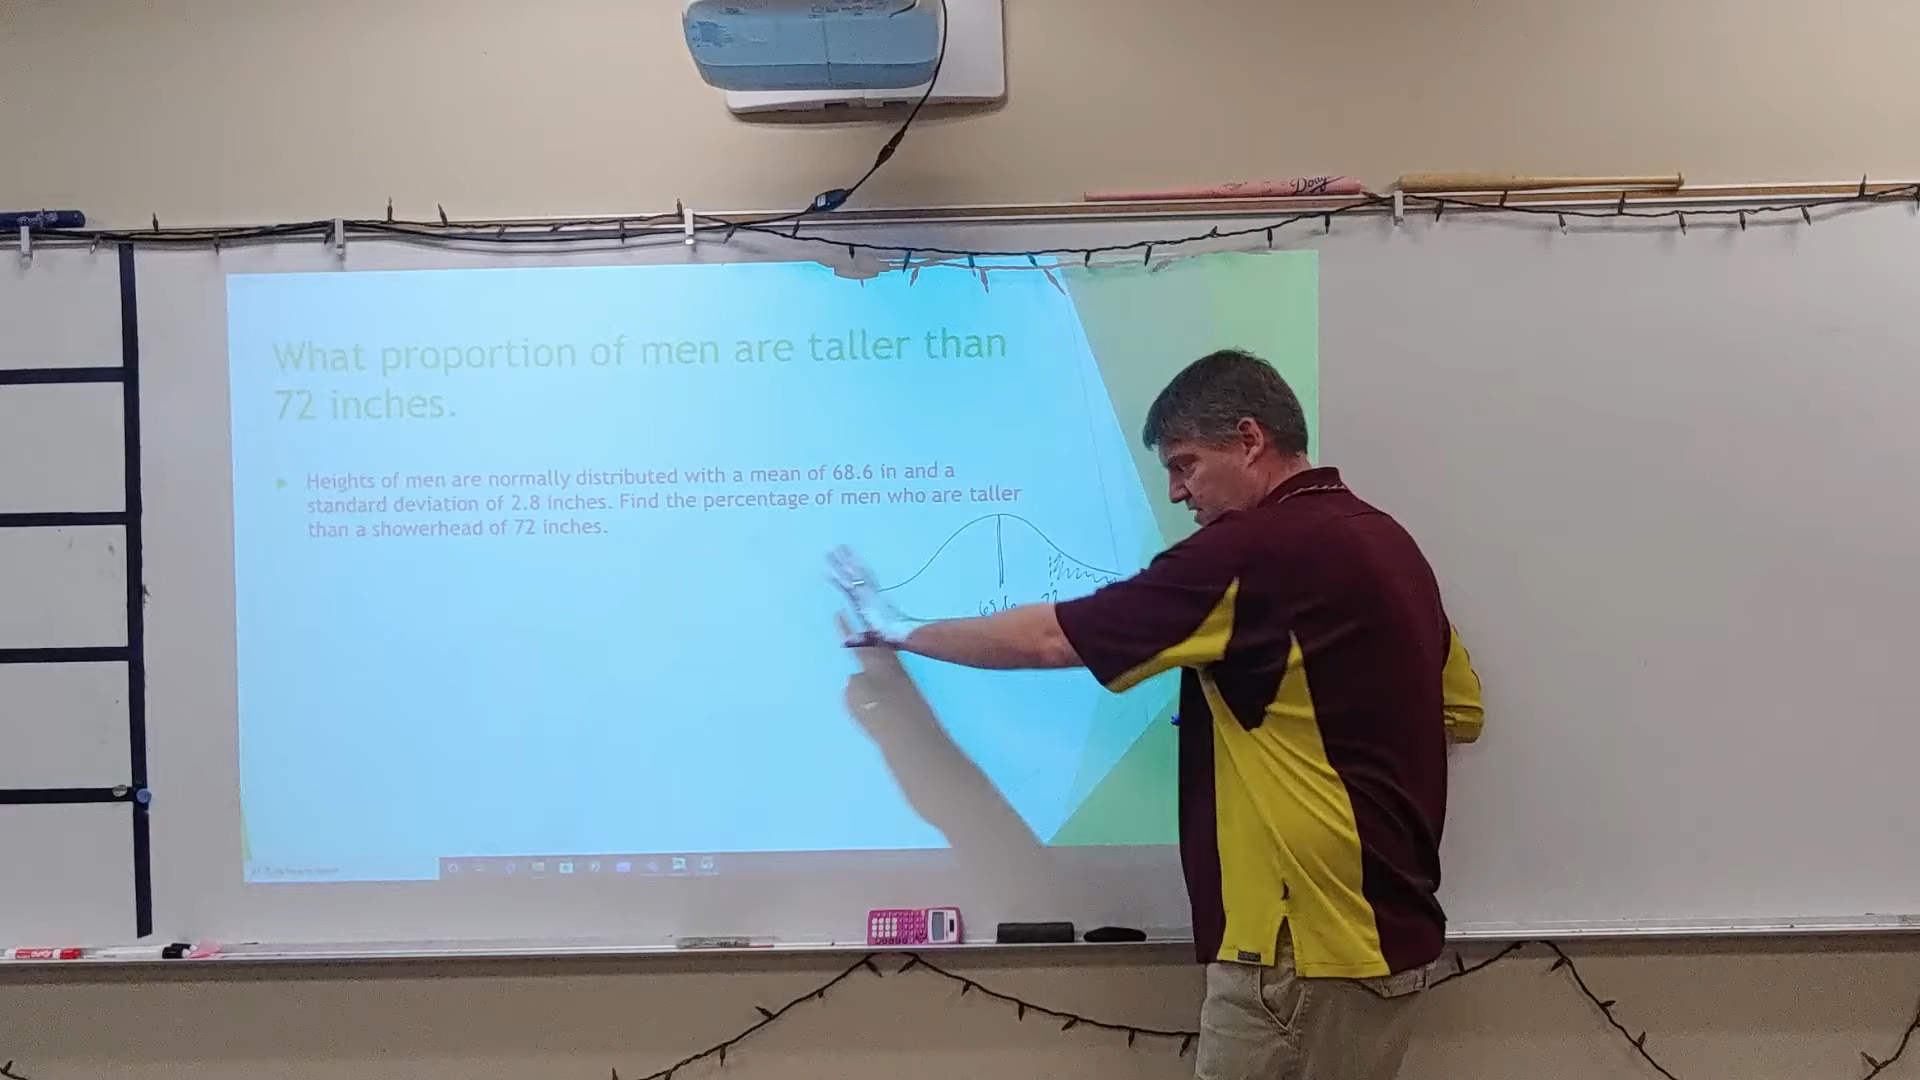 Doug
What proportion of men are taller than
72 inches.
Heights of men are normally distributed with a mean of 68.6 in and a
standard deviation of 2.8 inches. Find the percentage of men who are taller
than a showerhead of 72 inches.
72